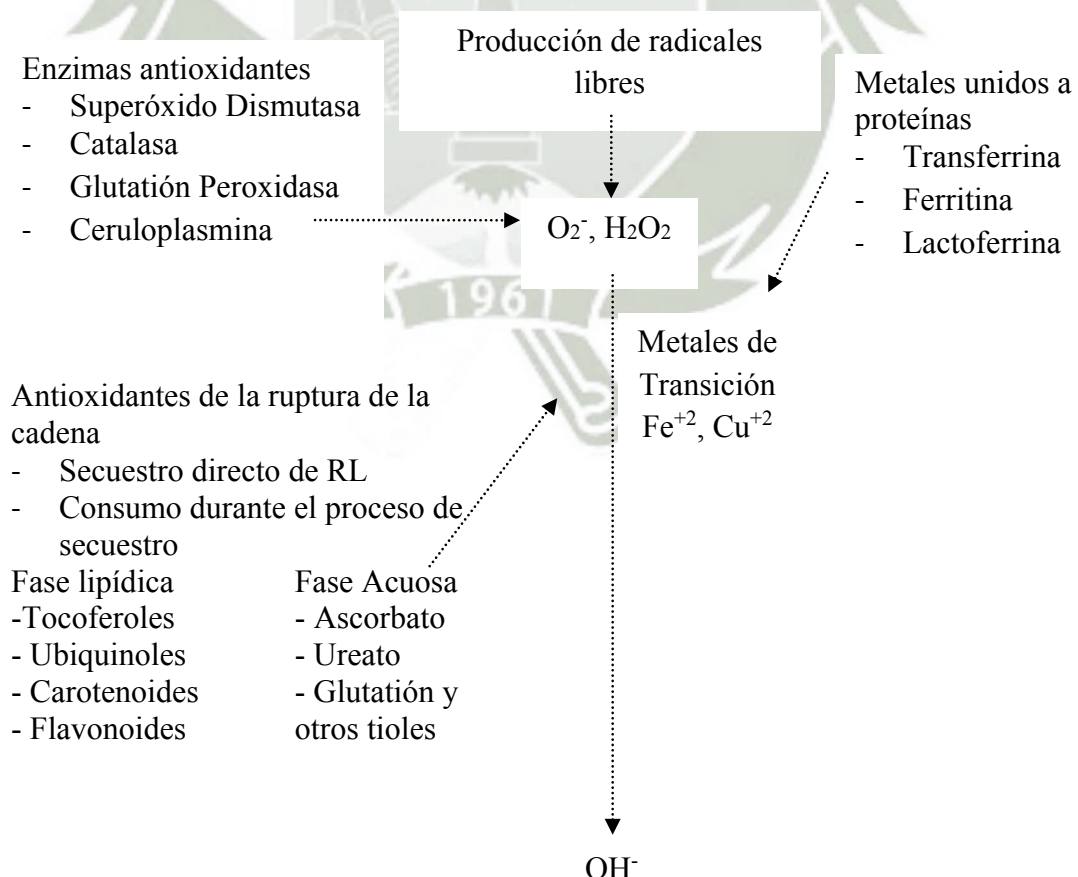 Producción de radicales
libres
Enzimas antioxidantes
- Superóxido Dismutasa
- Catalasa
- Glutatión Peroxidasa
- Ceruloplasmina
Metales unidos a
proteínas
- Transferrina
- Ferritina
- Lactoferrina
O₂⁻, H₂O₂
1961
Metales de
Transición
Fe⁺², Cu⁺²
Antioxidantes de la ruptura de la
cadena
- Secuestro directo de RL
- Consumo durante el proceso de
secuestro
Fase lipídica
-Tocoferoles
- Ubiquinoles
- Carotenoides
- Flavonoides
Fase Acuosa
- Ascorbato
- Ureato
- Glutatión y
otros tioles
OH⁻